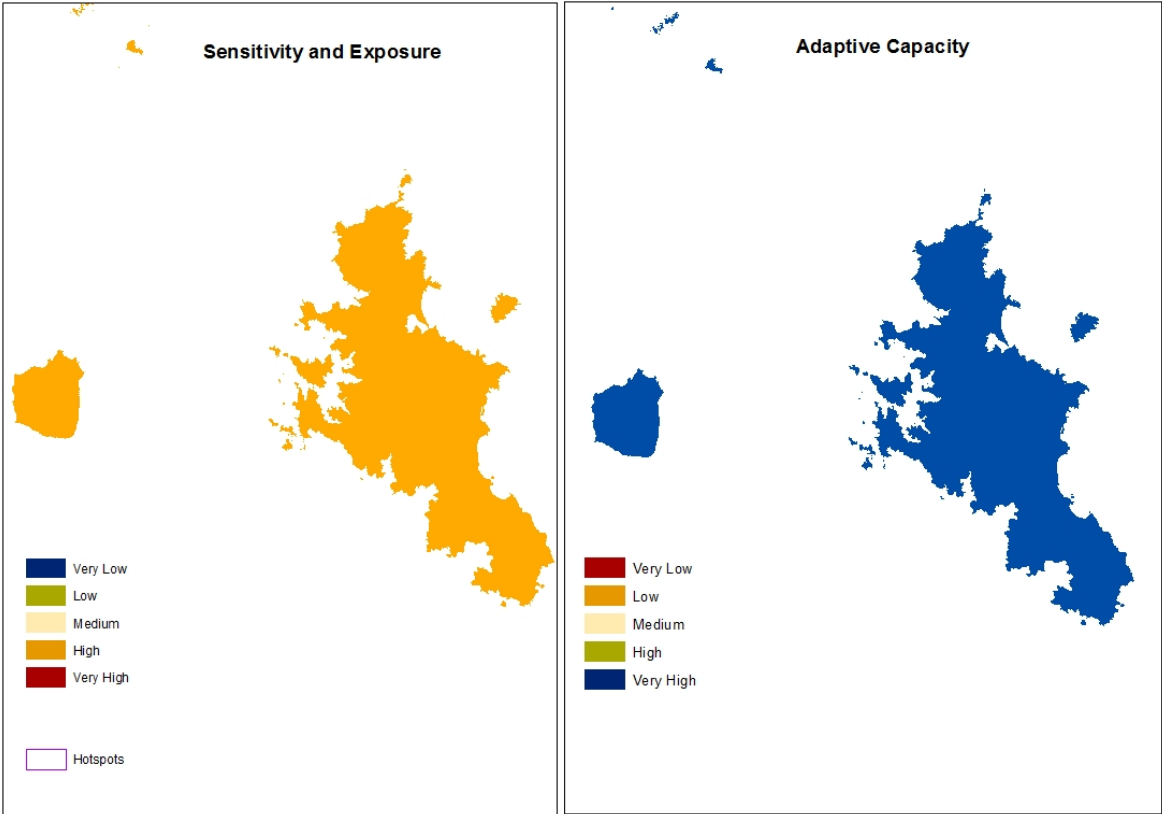 Sensitivity and Exposure
Very Low
Low
Medium
High
Very High
Hotspots
Adaptive Capacity
Very Low
Low
Medium
High
Very High